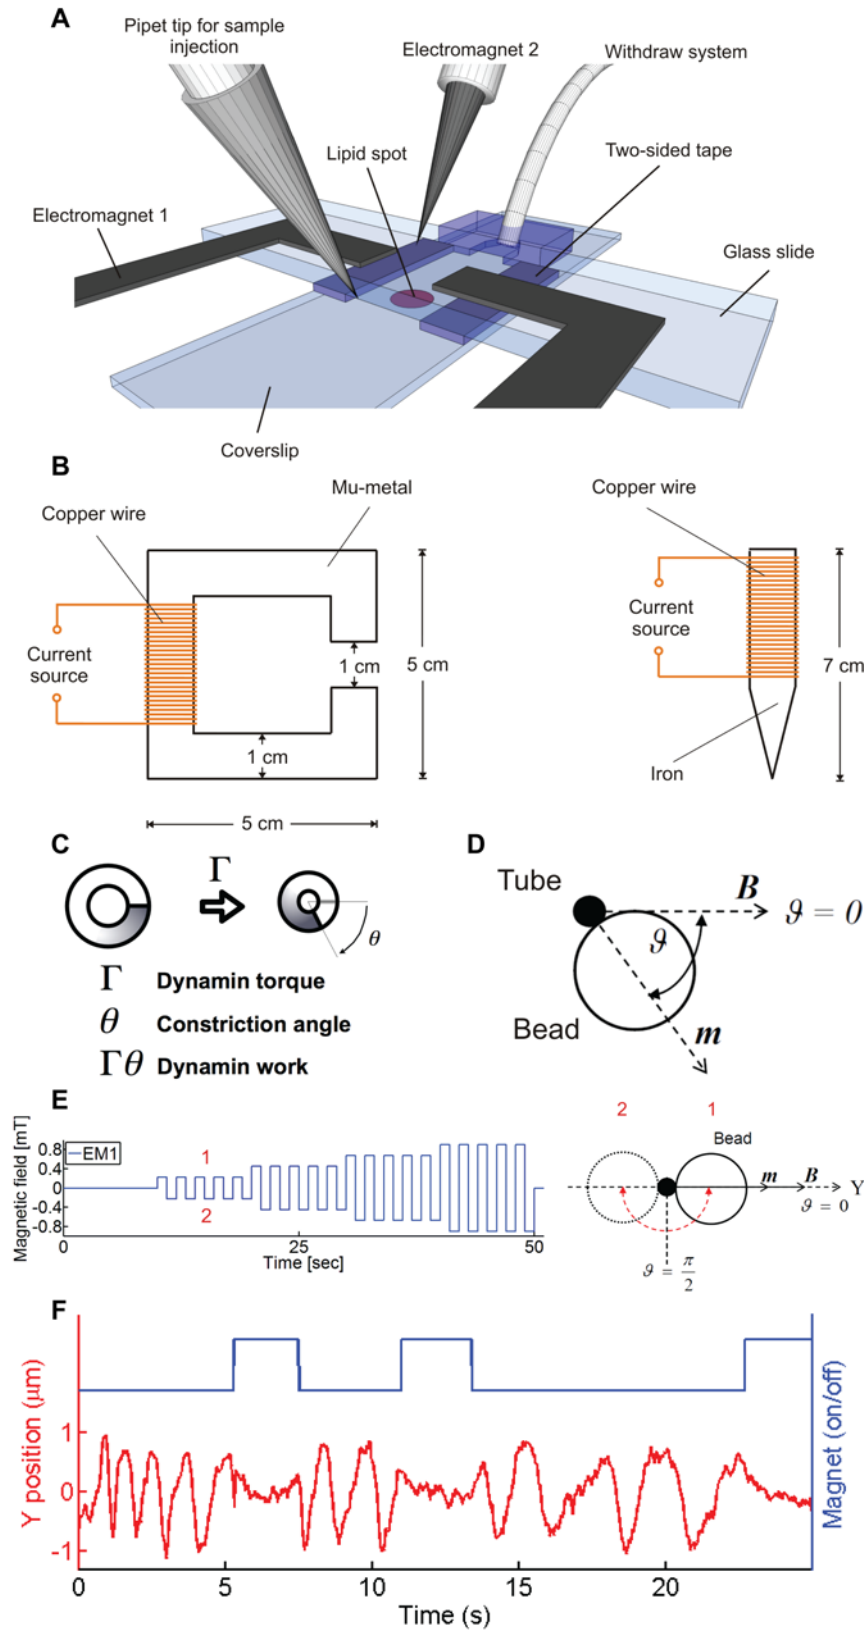 A
Pipet tip for sample
injection
Electromagnet 2
Withdraw system
Lipid spot
Two-sided tape
Electromagnet 1
Glass slide
Coverslip
B
Mu-metal
Copper wire
Copper wire
Current
source
1 cm
5 cm
1 cm
5 cm
Current
source
7 cm
Iron
C
Γ
θ
Γ Dynamin torque
θ Constriction angle
Γθ Dynamin work
D
Tube
B
ϑ = 0
ϑ
Bead
m
E
Magnetic field [mT]
0.8
0.4
0
-0.4
-0.8
EM1
1
2
0
25
50
Time [sec]
2
1
Bead
m
B
Y
ϑ = 0
ϑ = π/2
F
Y position (μm)
1
0
-1
Magnet (on/off)
0
5
10
15
20
Time (s)